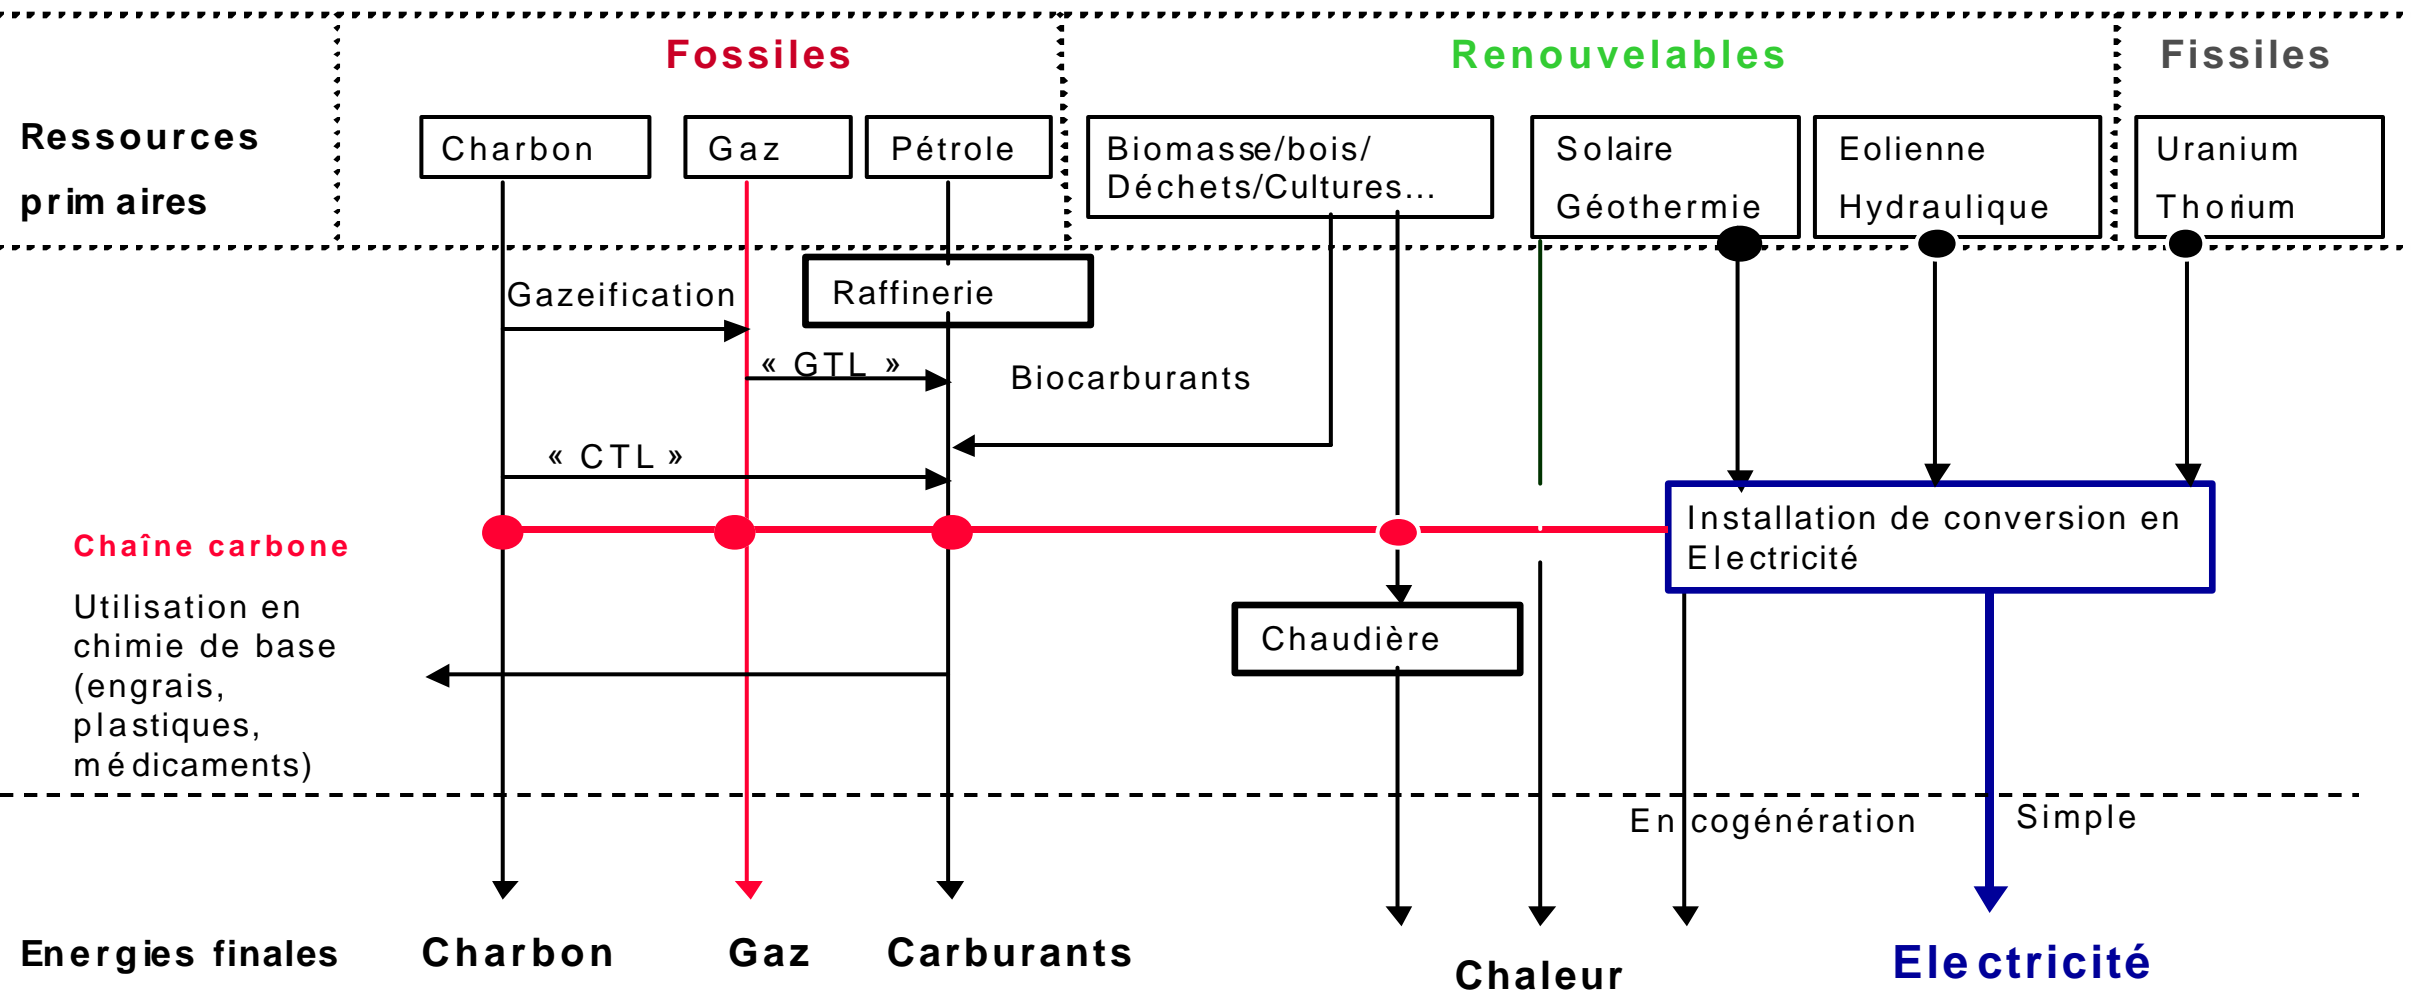 Fossiles
Renouvelables
Fissiles
Ressources
primaires
Charbon
Gaz
Pétrole
Biomasse/bois/
Déchets/Cultures...
Solaire
Géothermie
Eolienne
Hydraulique
Uranium
Thorium
Gazeification
Raffinerie
« GTL »
Biocarburants
« CTL »
Chaîne carbone
Installation de conversion en
Electricité
Utilisation en
chimie de base
(engrais,
plastiques,
médicaments)
Chaudière
En cogénération
Simple
Energies finales
Charbon
Gaz
Carburants
Chaleur
Electricité